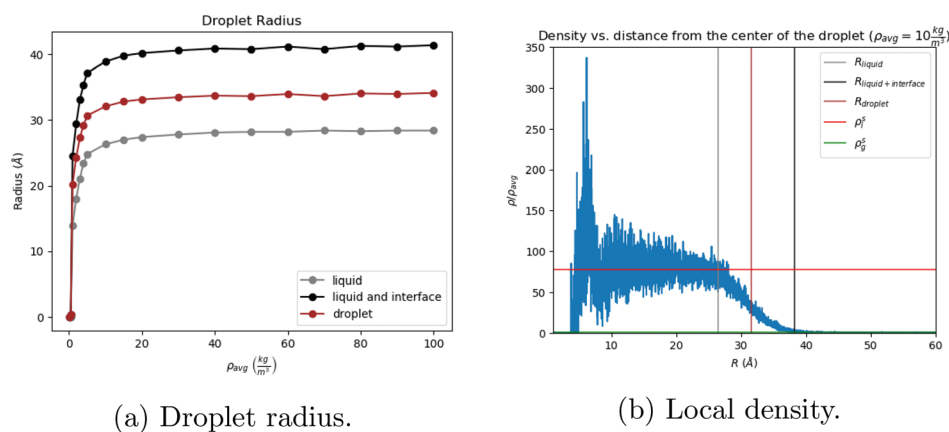 Droplet Radius
Radius (Å)
40
30
20
10
0
0
20
40
60
80
100
ρavg (kg/m³)
liquid
liquid and interface
droplet
(a) Droplet radius.
Density vs. distance from the center of the droplet (ρavg = 10 kg/m³)
ρ/ρavg
350
300
250
200
150
100
50
0
10
20
30
40
50
60
R (Å)
Rliquid
Rliquid+interface
Rdroplet
ρₗˢ
ρgˢ
(b) Local density.